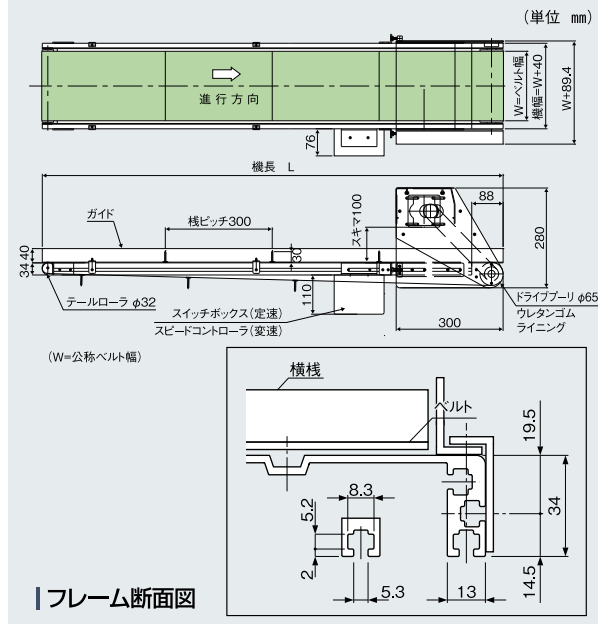 (単位 mm)
進行方向
W=ベルト幅
機幅=W+40
W+89.4
76
機長 L
ガイド
桟ピッチ300
スキマ100
88
280
34 40
30
110
テールローラ φ32
スイッチボックス(定速)
スピードコントローラ(変速)
300
ドライブプーリ φ65
ウレタンゴム
ライニング
(W=公称ベルト幅)
横桟
ベルト
19.5
34
14.5
8.3
5.2
2
5.3
13
フレーム断面図